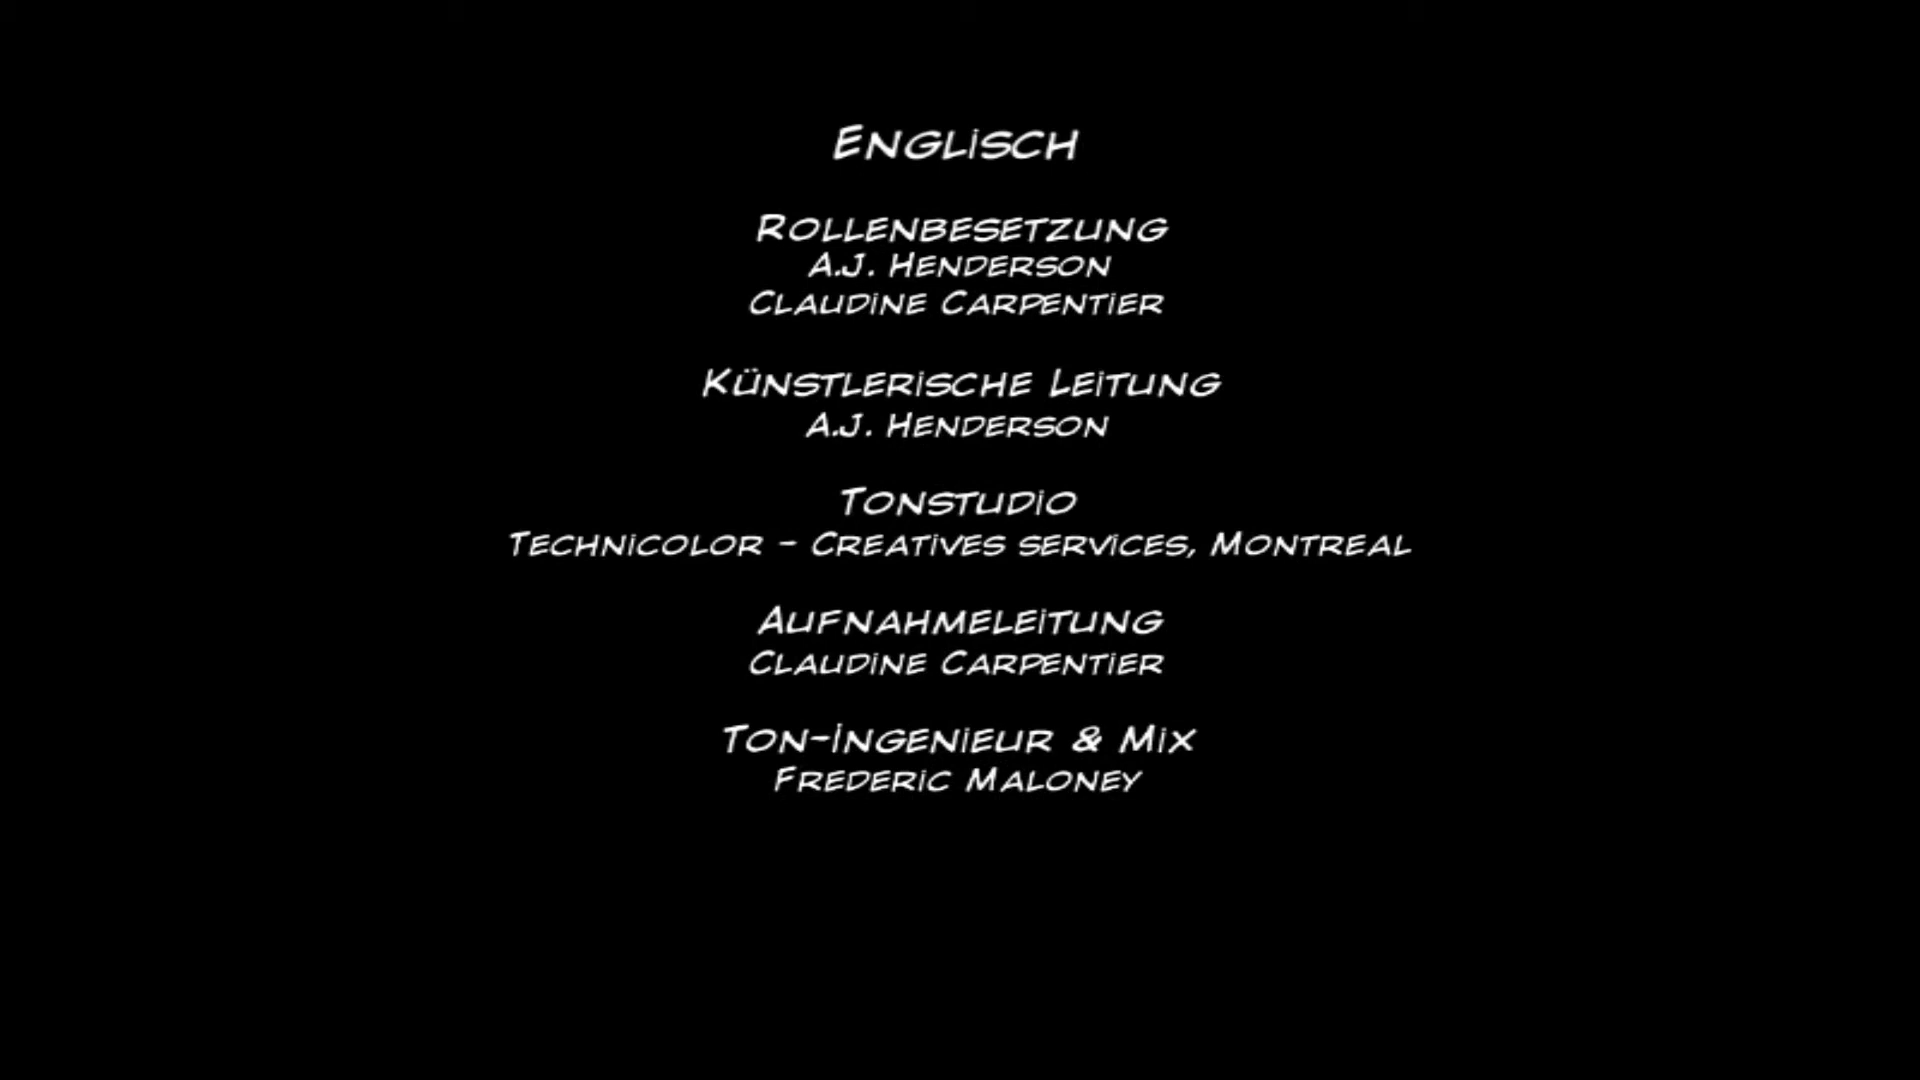 Englisch
Rollenbesetzung
A.J. Henderson
Claudine Carpentier
Künstlerische Leitung
A.J. Henderson
Tonstudio
Technicolor - Creatives services, Montreal
Aufnahmeleitung
Claudine Carpentier
Ton-Ingenieur & Mix
Frederic Maloney